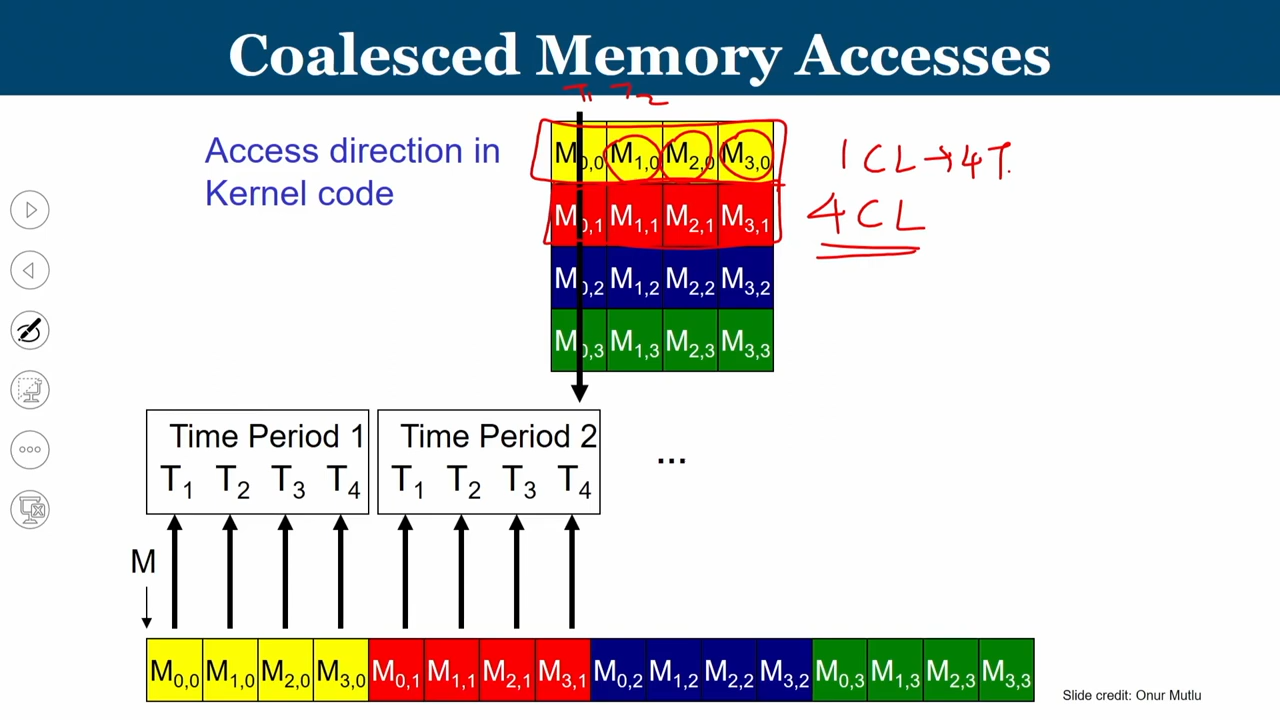 Coalesced Memory Accesses
T1 T2
Access direction in
Kernel code
M0,0 M1,0 M2,0 M3,0
1 CL → 4T.
M0,1 M1,1 M2,1 M3,1
4 CL
M0,2 M1,2 M2,2 M3,2
M0,3 M1,3 M2,3 M3,3
Time Period 1
T1 T2 T3 T4
Time Period 2
T1 T2 T3 T4
...
M
M0,0 M1,0 M2,0 M3,0 M0,1 M1,1 M2,1 M3,1 M0,2 M1,2 M2,2 M3,2 M0,3 M1,3 M2,3 M3,3
Slide credit: Onur Mutlu